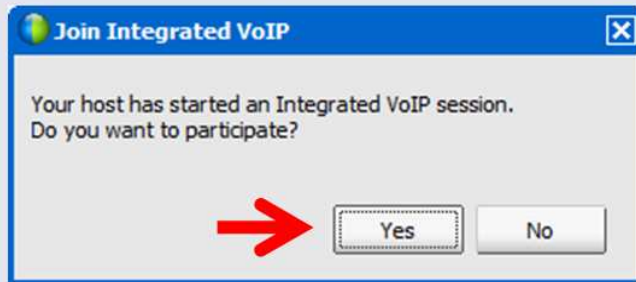 Join Integrated VoIP
Your host has started an Integrated VoIP session.
Do you want to participate?
Yes
No